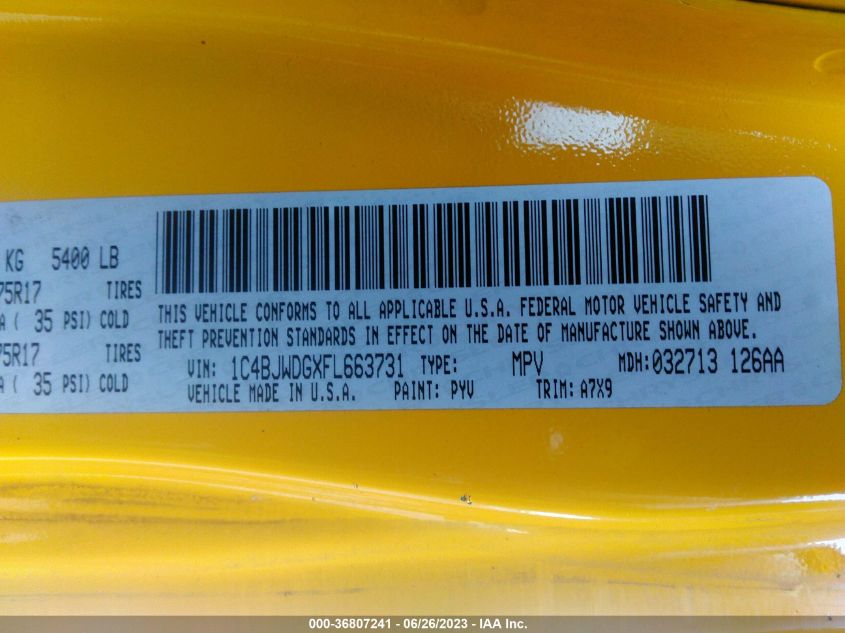 KG 5400 LB
75R17 TIRES
A ( 35 PSI) COLD
75R17 TIRES
A ( 35 PSI) COLD
THIS VEHICLE CONFORMS TO ALL APPLICABLE U.S.A. FEDERAL MOTOR VEHICLE SAFETY AND
THEFT PREVENTION STANDARDS IN EFFECT ON THE DATE OF MANUFACTURE SHOWN ABOVE.
VIN: 1C4BJWDGXFL663731 TYPE: MPV MDH: 032713 126AA
VEHICLE MADE IN U.S.A. PAINT: PYV TRIM: A7X9
000-36807241 - 06/26/2023 - IAA Inc.